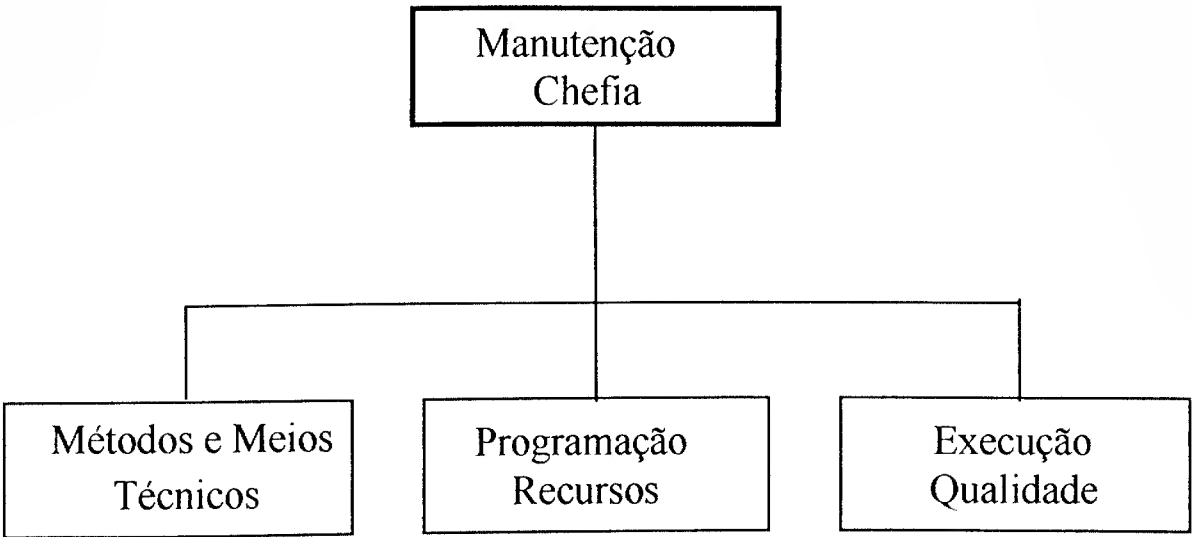 Manutenção
Chefia
Métodos e Meios
Técnicos
Programação
Recursos
Execução
Qualidade